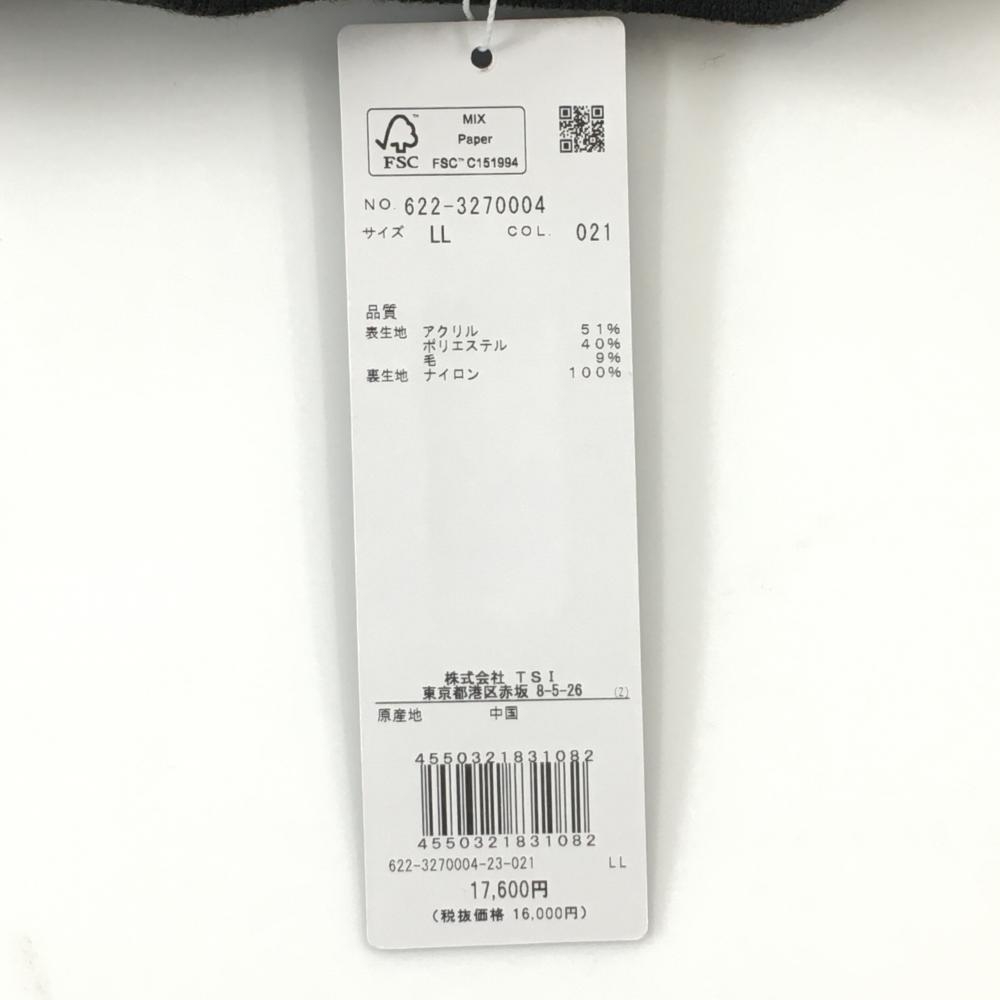 MIX
Paper
FSC™ FSC™ C151994
NO. 622-3270004
サイズ LL COL. 021
品質
表生地 アクリル 51%
ポリエステル 40%
毛 9%
裏生地 ナイロン 100%
株式会社 TSI
東京都港区赤坂 8-5-26 (Z)
原産地 中国
4550321831082
4550321831082
622-3270004-23-021 LL
17,600円
(税抜価格 16,000円)